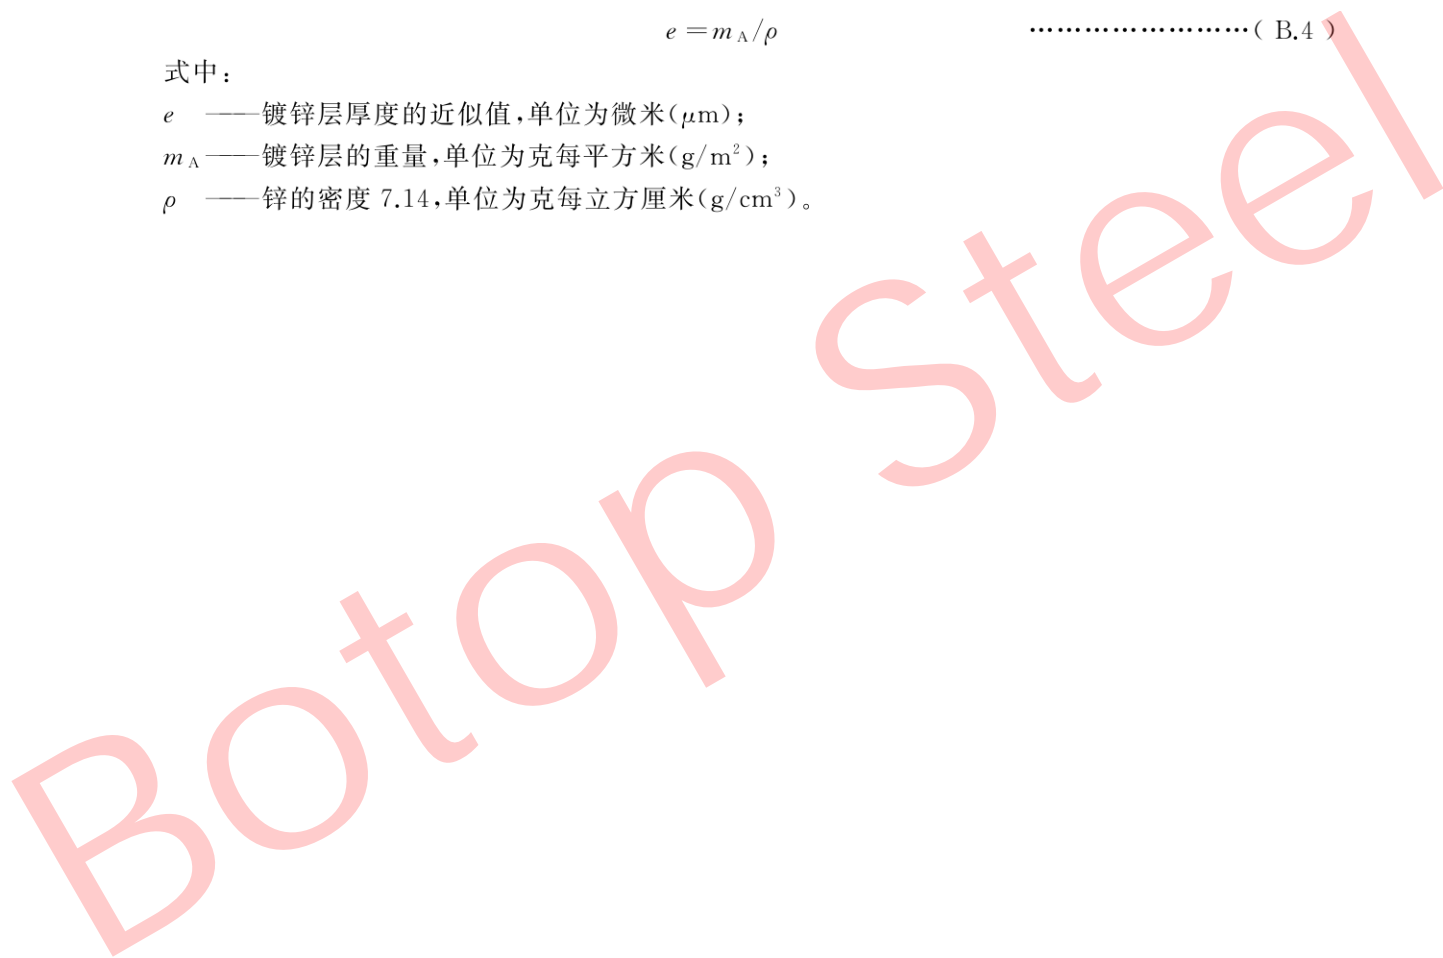 e=mA/ρ ……………………( B.4 )
式中：
e ——镀锌层厚度的近似值,单位为微米(μm)；
mA——镀锌层的重量,单位为克每平方米(g/m²)；
ρ ——锌的密度 7.14,单位为克每立方厘米(g/cm³)。
Botop Steel